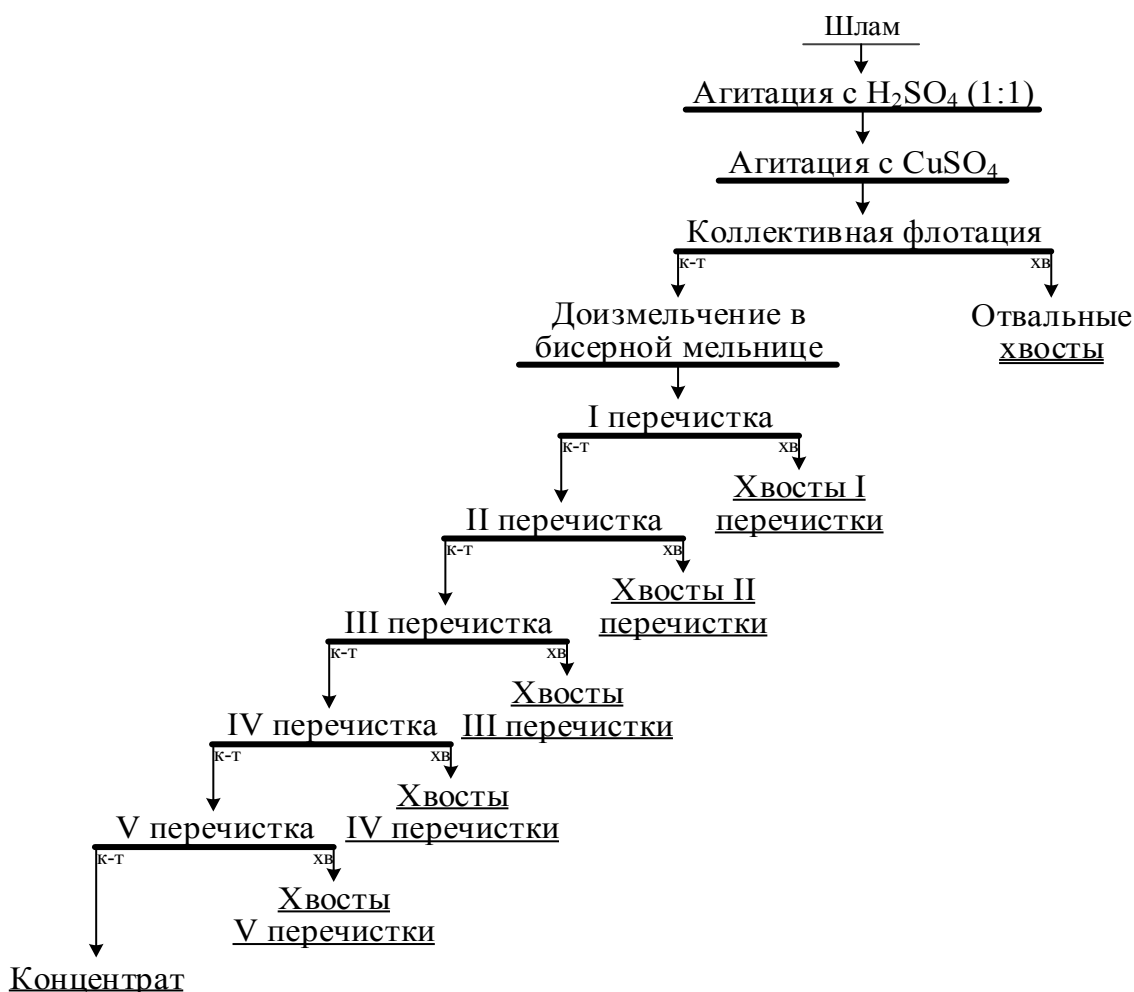 Шлам
Агитация с H₂SO₄ (1:1)
Агитация с CuSO₄
Коллективная флотация
к-т
хв
Доизмельчение в
бисерной мельнице
Отвальные
хвосты
I перечистка
к-т
хв
Хвосты I
перечистки
II перечистка
к-т
хв
Хвосты II
перечистки
III перечистка
к-т
хв
Хвосты
III перечистки
IV перечистка
к-т
хв
Хвосты
IV перечистки
V перечистка
к-т
хв
Хвосты
V перечистки
Концентрат